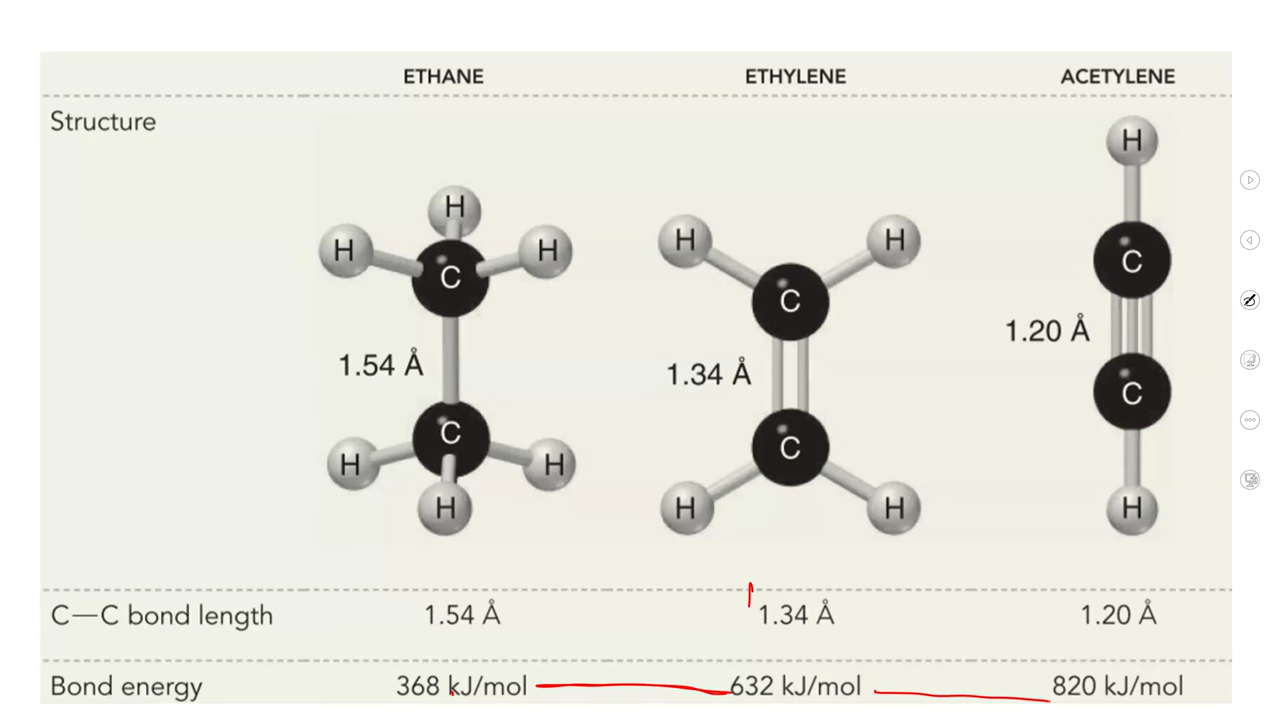 ETHANE ETHYLENE ACETYLENE
Structure
H
H
H H H H
H
C C
C
1.20 Å
1.54 Å 1.34 Å
C
C C
H H
H H H H
C—C bond length 1.54 Å 1.34 Å 1.20 Å
Bond energy 368 kJ/mol 632 kJ/mol 820 kJ/mol